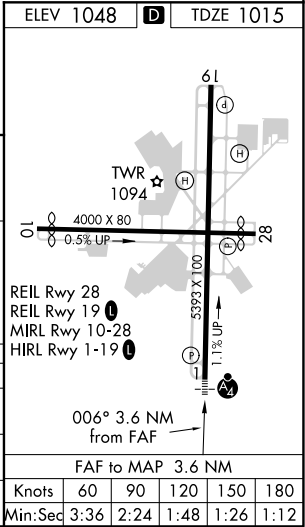 ELEV 1048 D TDZE 1015
19
P
H
TWR
1094
H
4000 X 80
10
0.5% UP
28
P
5393 X 100
REIL Rwy 28
REIL Rwy 19 L
MIRL Rwy 10-28
HIRL Rwy 1-19 L
1.1% UP
P
1
A4
006° 3.6 NM
from FAF
FAF to MAP 3.6 NM
Knots 60 90 120 150 180
Min:Sec 3:36 2:24 1:48 1:26 1:12